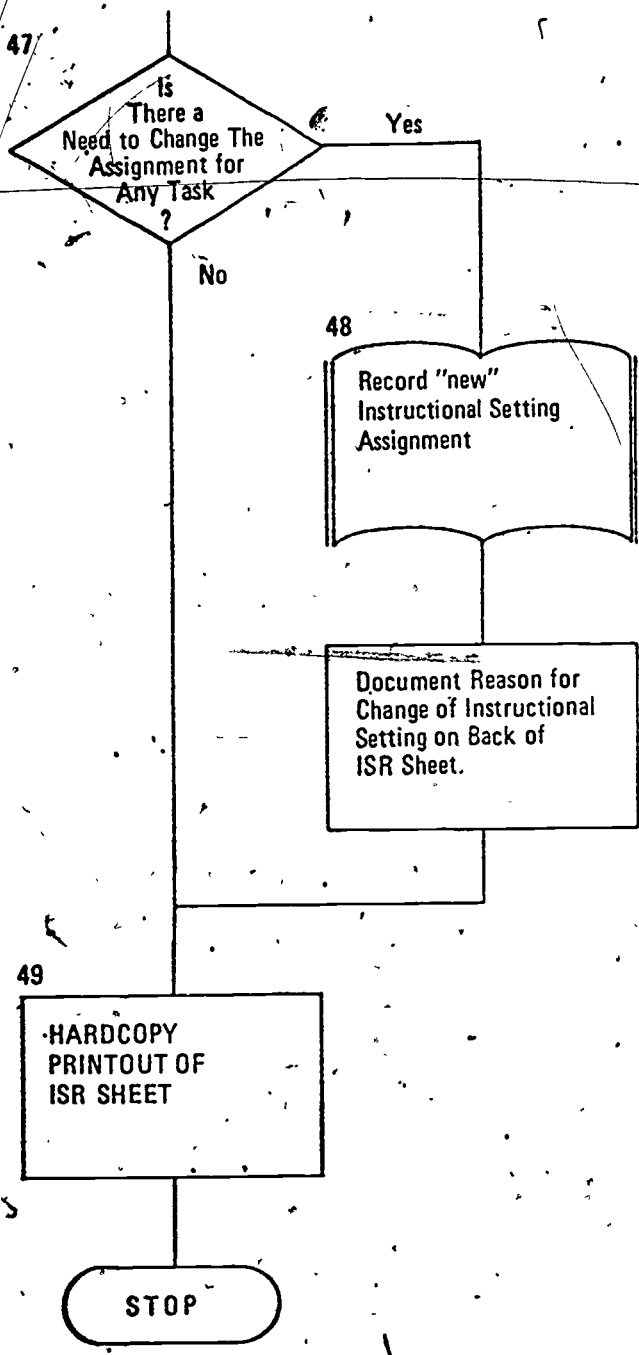 47
Is
There a
Need to Change The
Assignment for
Any Task
?
Yes
No
48
Record "new"
Instructional Setting
Assignment
Document Reason for
Change of Instructional
Setting on Back of
ISR Sheet.
49
HARDCOPY
PRINTOUT OF
ISR SHEET
STOP